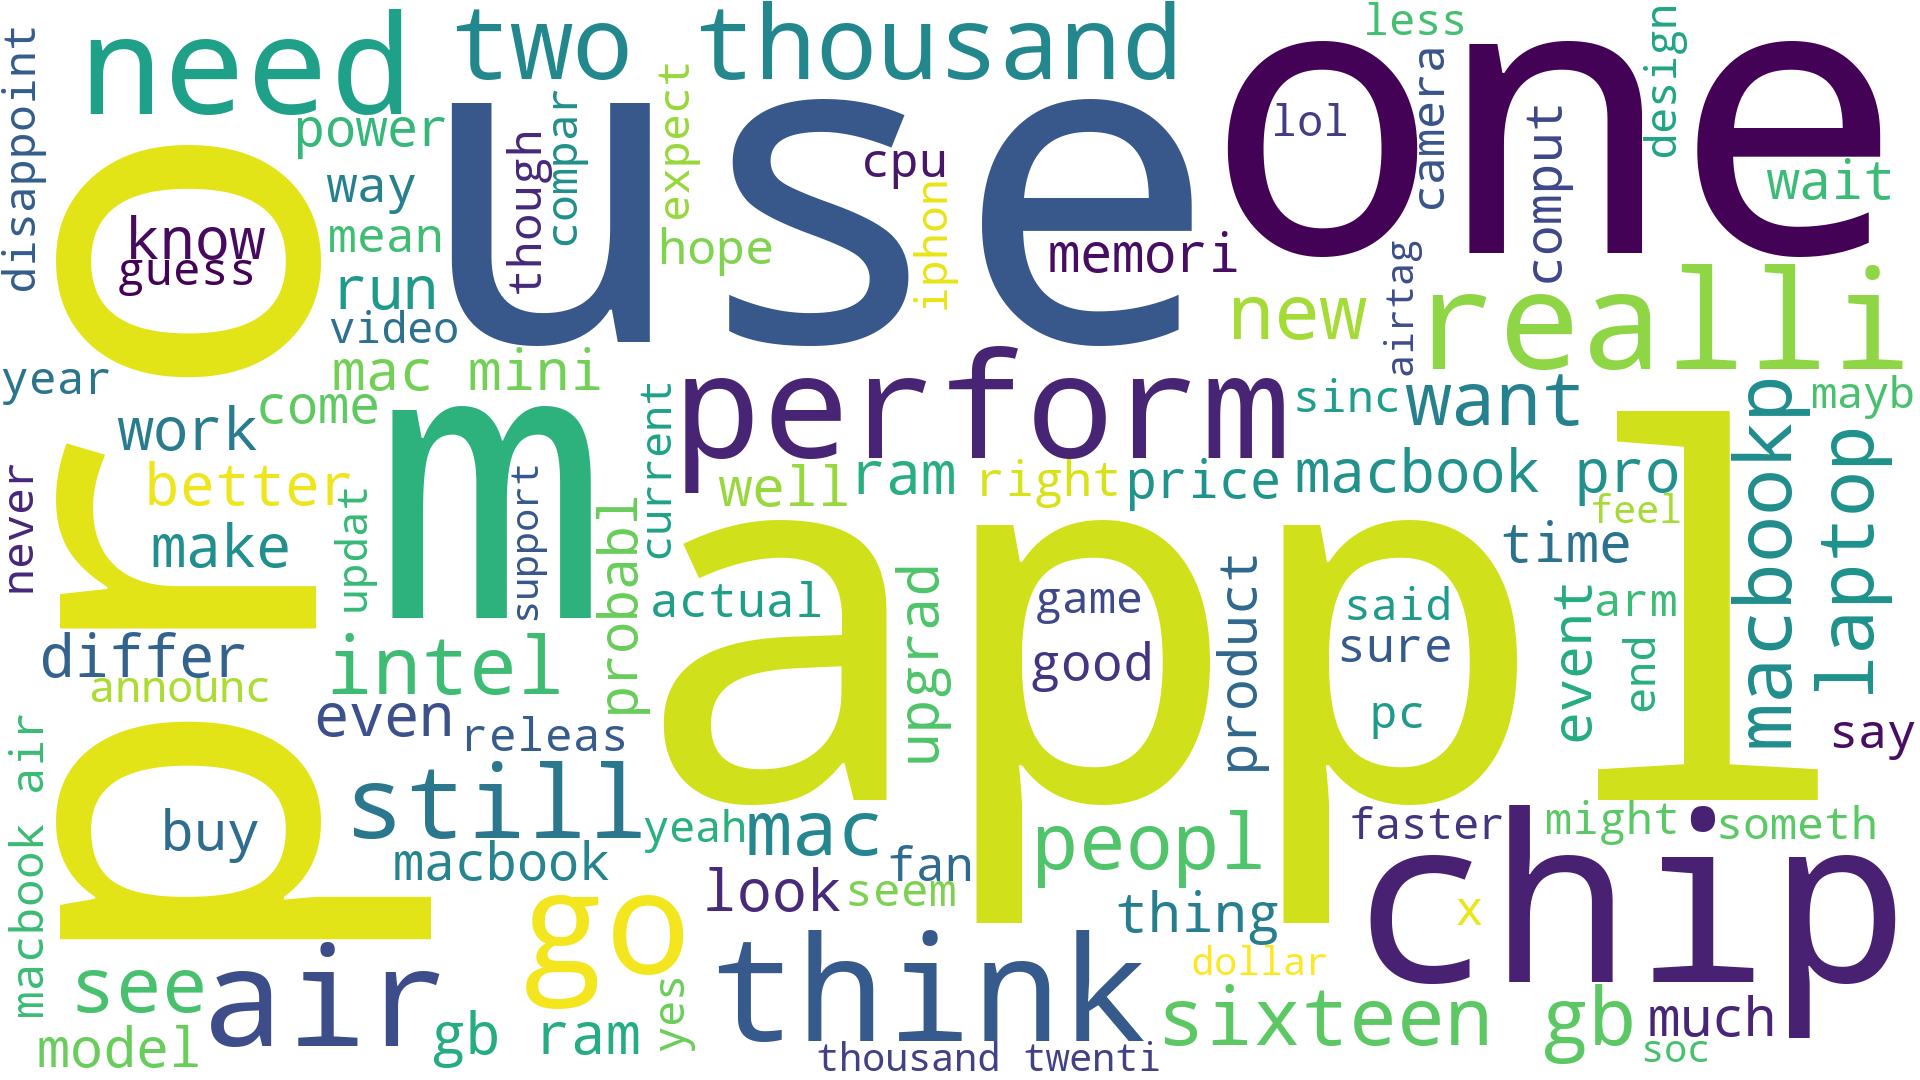 need
two thousand
use
one
less
design
disappoint
power
though
compar
expect
cpu
lol
camera
comput
wait
know
guess
way
mean
hope
iphon
memori
airtag
new
realli
run
video
year
mac mini
pro
m
perform
sinc
want
mayb
work
come
current
macbookp
laptop
never
better
updat
support
probabl
well
ram
right
price
macbook pro
feel
make
appl
time
actual
upgrad
game
product
said
event
arm
differ
intel
good
sure
end
announc
macbook air
even
releas
pc
say
buy
still
yeah
mac
peopl
chip
faster
might
someth
macbook
look
fan
seem
go
thing
x
see
air
think
dollar
model
gb ram
yes
sixteen gb
much
thousand twenti
soc